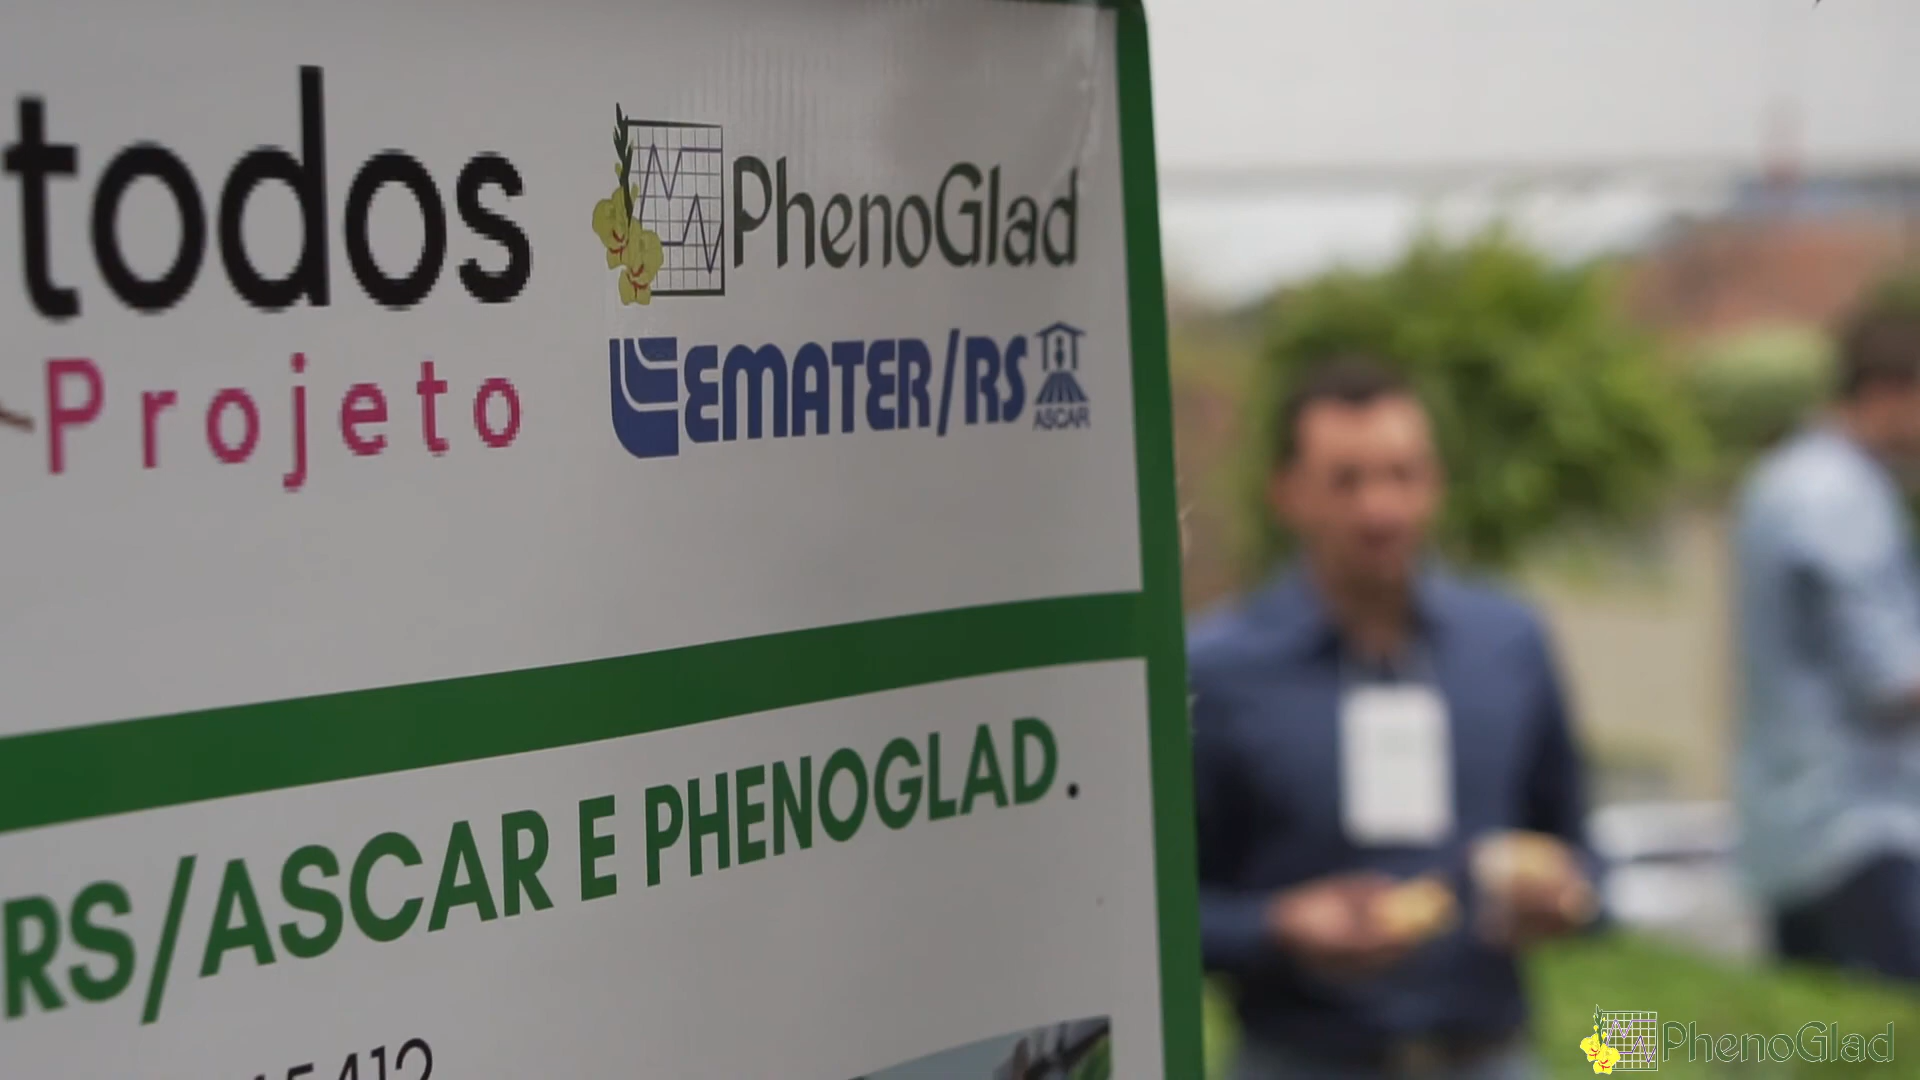 todos
Projeto
PhenoGlad
EMATER/RS
ASCAR
RS/ASCAR E PHENOGLAD.
PhenoGlad